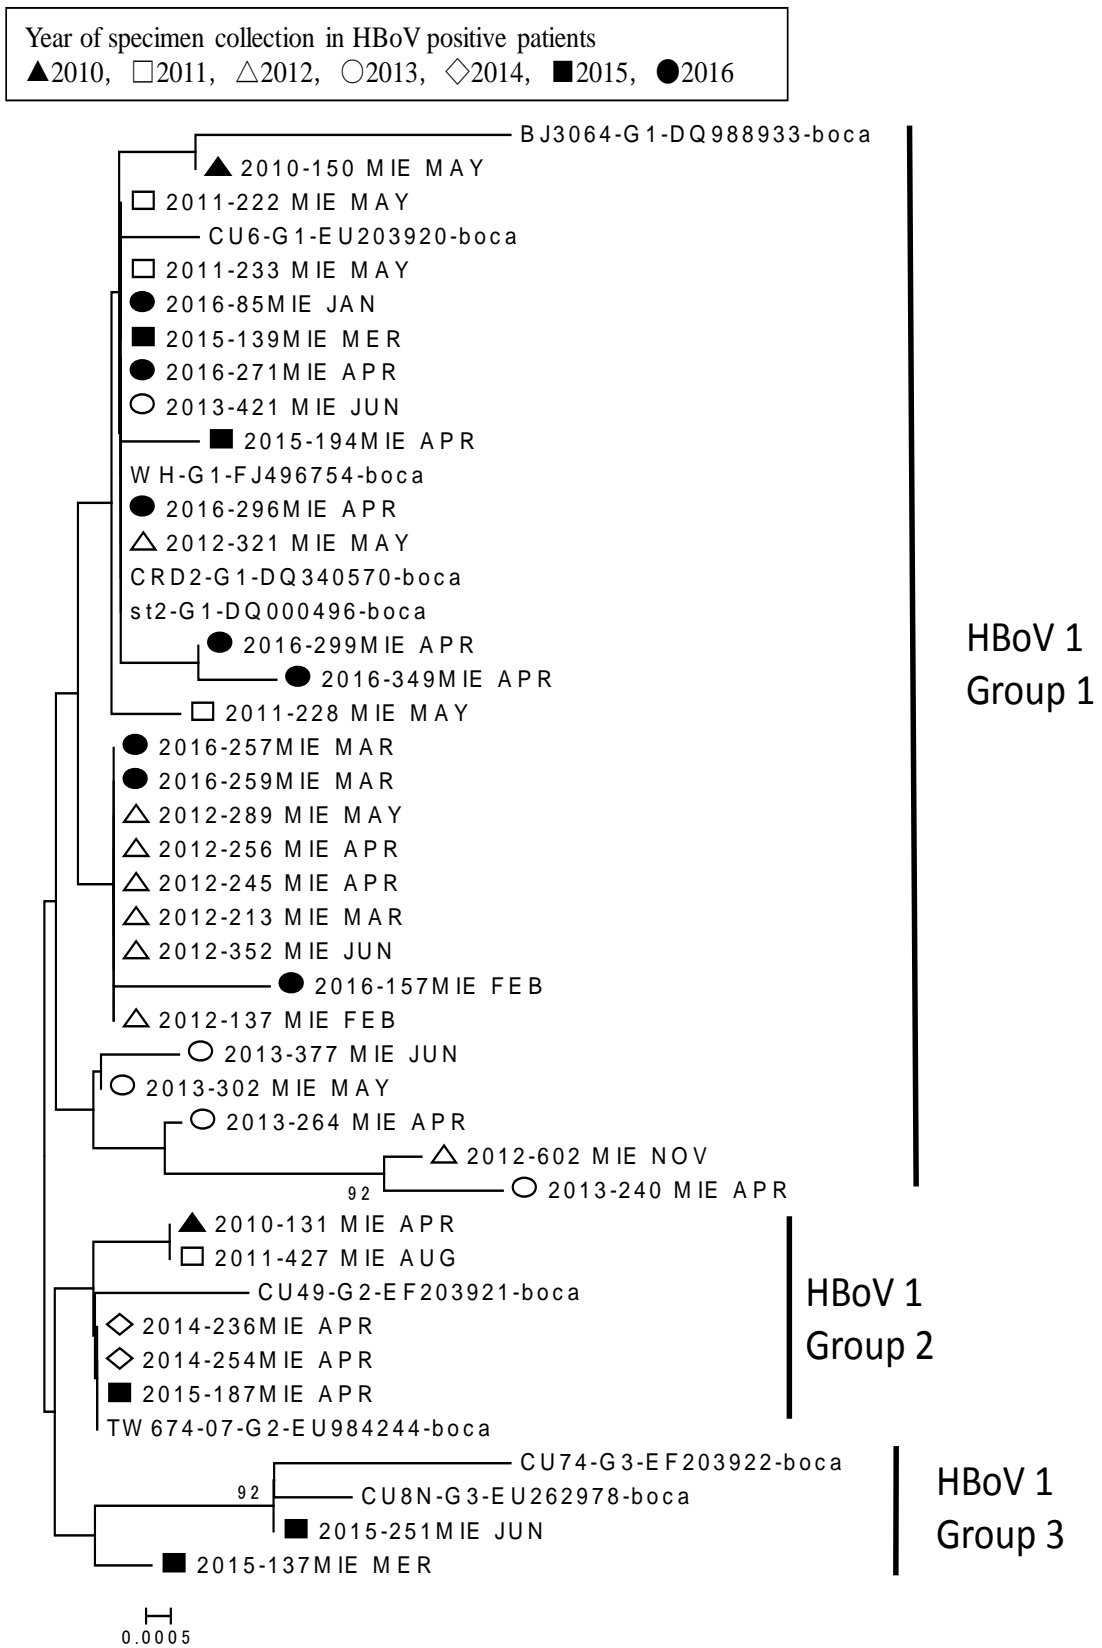 Year of specimen collection in HBoV positive patients
▲2010, □2011, △2012, ○2013, ◇2014, ■2015, ●2016
BJ3064-G1-DQ988933-boca
▲ 2010-150 MIE MAY
□ 2011-222 MIE MAY
CU6-G1-EU203920-boca
□ 2011-233 MIE MAY
● 2016-85MIE JAN
■ 2015-139MIE MER
● 2016-271MIE APR
○ 2013-421 MIE JUN
■ 2015-194MIE APR
WH-G1-FJ496754-boca
● 2016-296MIE APR
△ 2012-321 MIE MAY
CRD2-G1-DQ340570-boca
st2-G1-DQ000496-boca
● 2016-299MIE APR
● 2016-349MIE APR
□ 2011-228 MIE MAY
HBoV 1
Group 1
● 2016-257MIE MAR
● 2016-259MIE MAR
△ 2012-289 MIE MAY
△ 2012-256 MIE APR
△ 2012-245 MIE APR
△ 2012-213 MIE MAR
△ 2012-352 MIE JUN
● 2016-157MIE FEB
△ 2012-137 MIE FEB
○ 2013-377 MIE JUN
○ 2013-302 MIE MAY
○ 2013-264 MIE APR
△ 2012-602 MIE NOV
92
○ 2013-240 MIE APR
▲ 2010-131 MIE APR
□ 2011-427 MIE AUG
CU49-G2-EF203921-boca
◇ 2014-236MIE APR
◇ 2014-254MIE APR
■ 2015-187MIE APR
TW674-07-G2-EU984244-boca
HBoV 1
Group 2
CU74-G3-EF203922-boca
92
CU8N-G3-EU262978-boca
■ 2015-251MIE JUN
■ 2015-137MIE MER
HBoV 1
Group 3
0.0005